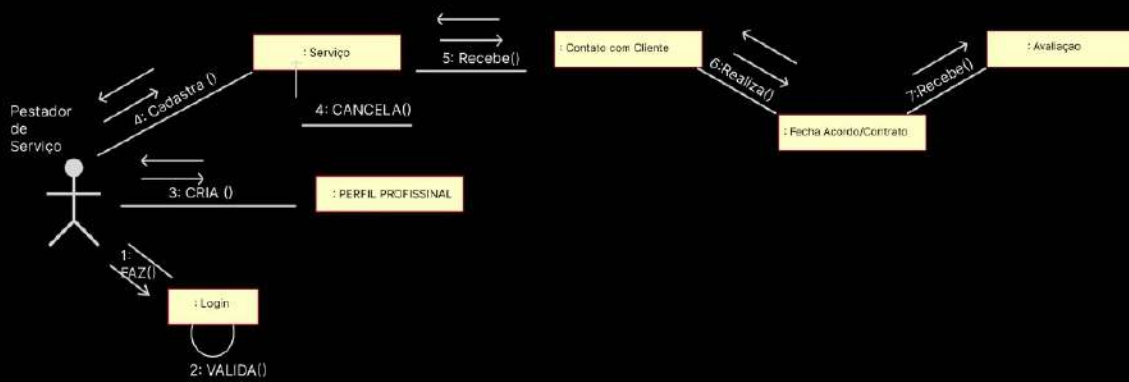 : Serviço
5: Recebe()
: Contato com Cliente
: Avaliaçao
6:Realiza()
7:Recebe()
4: Cadastra ()
4: CANCELA()
: Fecha Acordo/Contrato
Pestador
de
Serviço
3: CRIA ()
: PERFIL PROFISSINAL
1:
FAZ()
: Login
2: VALIDA()